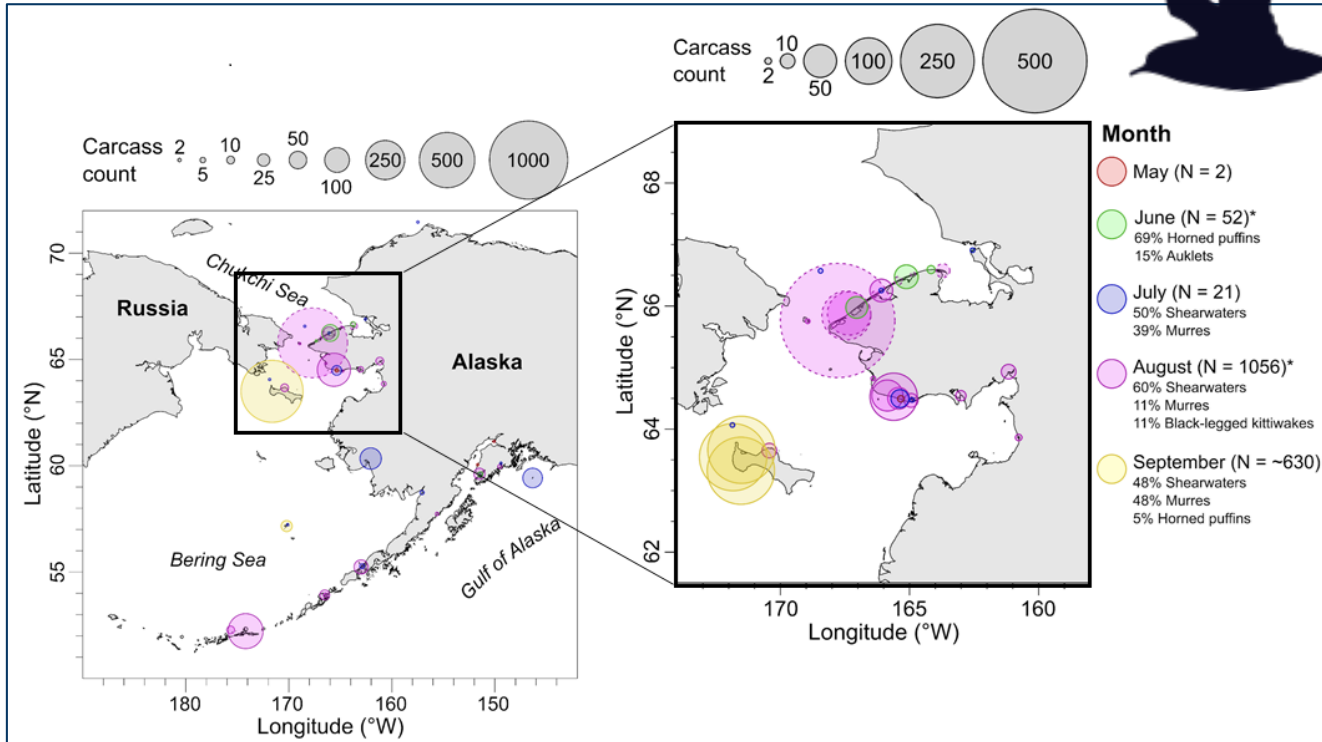 Carcass count
2
10
50
100
250
500
Carcass count
2
5
10
25
50
100
250
500
1000
70
65
60
55
Latitude (°N)
180
170
160
150
Longitude (°W)
Chukchi Sea
Russia
Alaska
Bering Sea
Gulf of Alaska
68
66
64
62
Latitude (°N)
170
165
160
Longitude (°W)
Month
May (N = 2)
June (N = 52)*
69% Horned puffins
15% Auklets
July (N = 21)
50% Shearwaters
39% Murres
August (N = 1056)*
60% Shearwaters
11% Murres
11% Black-legged kittiwakes
September (N = ~630)
48% Shearwaters
48% Murres
5% Horned puffins